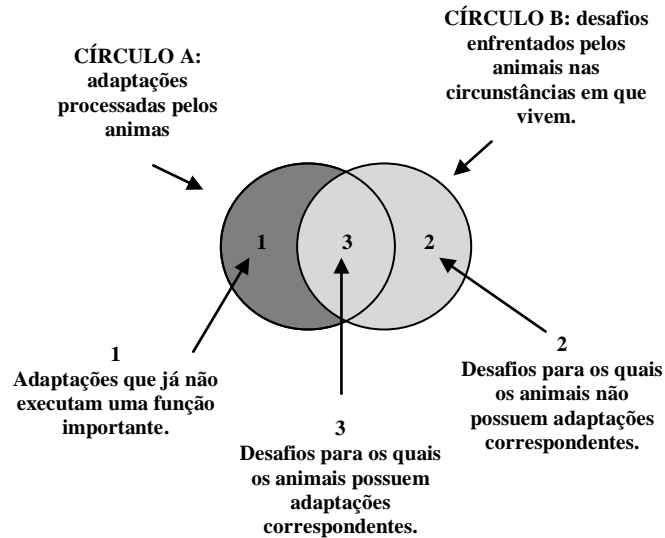 CÍRCULO A:
adaptações
processadas pelos
animas
CÍRCULO B: desafios
enfrentados pelos
animais nas
circunstâncias em que
vivem.
1
3
2
1
Adaptações que já não
executam uma função
importante.
3
Desafios para os quais
os animais possuem
adaptações
correspondentes.
2
Desafios para os quais
os animais não
possuem adaptações
correspondentes.